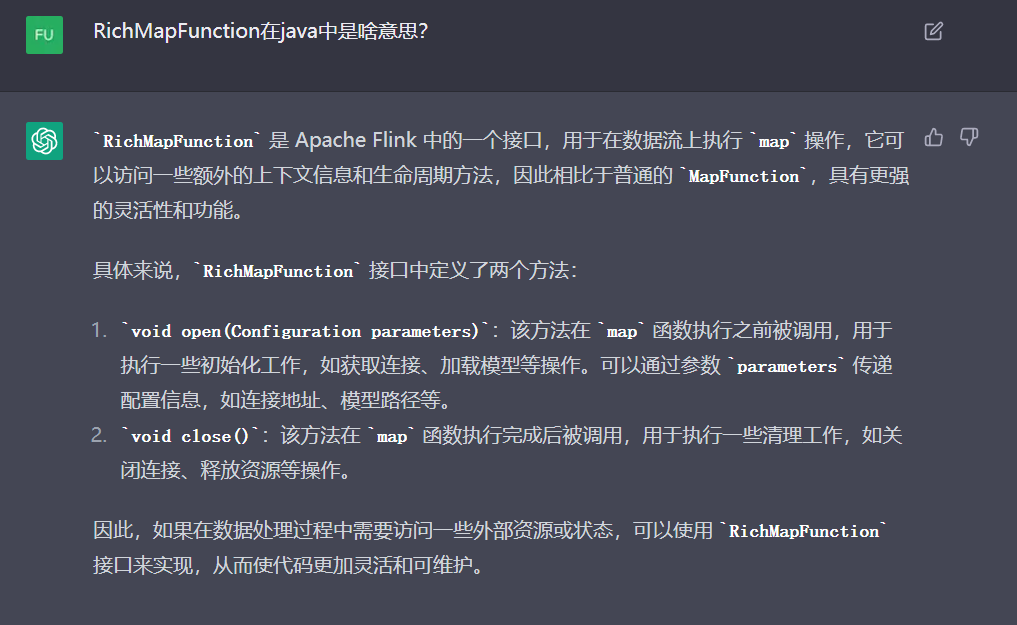 FU
RichMapFunction在java中是啥意思?
`RichMapFunction` 是 Apache Flink 中的一个接口，用于在数据流上执行 `map` 操作，它可
以访问一些额外的上下文信息和生命周期方法，因此相比于普通的 `MapFunction`，具有更强
的灵活性和功能。
具体来说，`RichMapFunction` 接口中定义了两个方法：
1. `void open(Configuration parameters)`：该方法在 `map` 函数执行之前被调用，用于
执行一些初始化工作，如获取连接、加载模型等操作。可以通过参数 `parameters` 传递
配置信息，如连接地址、模型路径等。
2. `void close()`：该方法在 `map` 函数执行完成后被调用，用于执行一些清理工作，如关
闭连接、释放资源等操作。
因此，如果在数据处理过程中需要访问一些外部资源或状态，可以使用 `RichMapFunction`
接口来实现，从而使代码更加灵活和可维护。